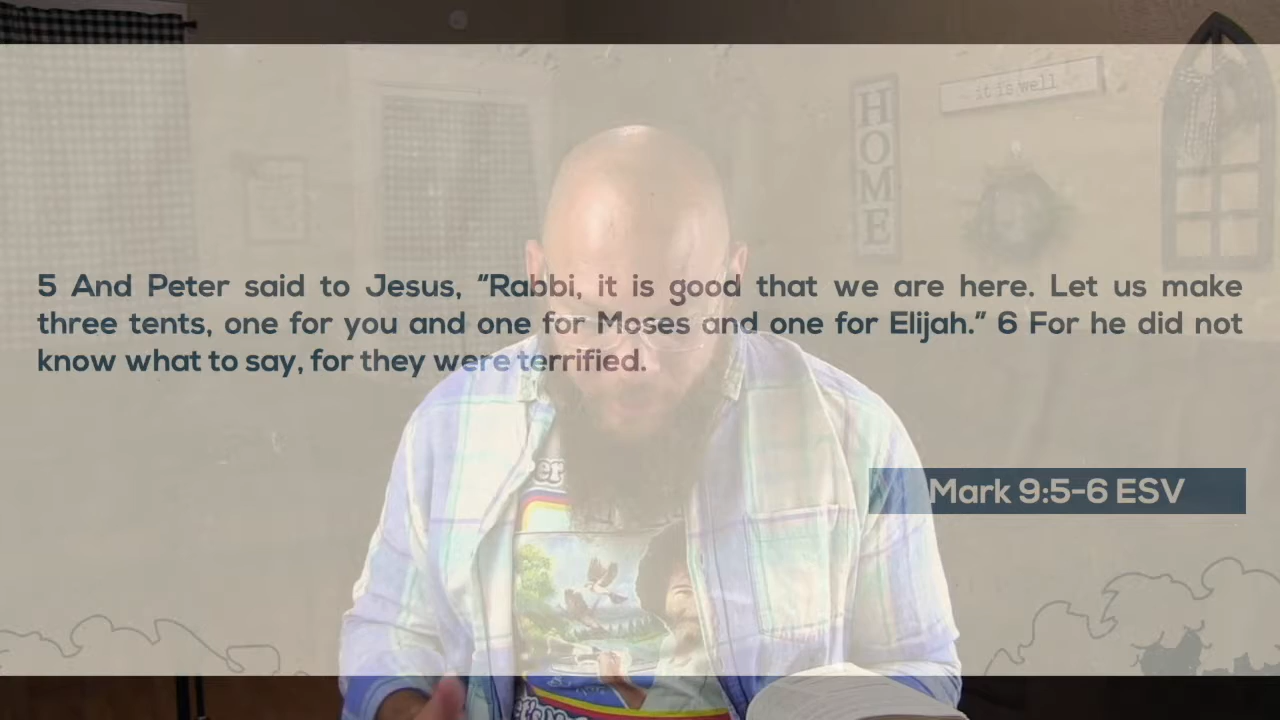 it is well
HOME
5 And Peter said to Jesus, “Rabbi, it is good that we are here. Let us make
three tents, one for you and one for Moses and one for Elijah.” 6 For he did not
know what to say, for they were terrified.
er
Mark 9:5-6 ESV